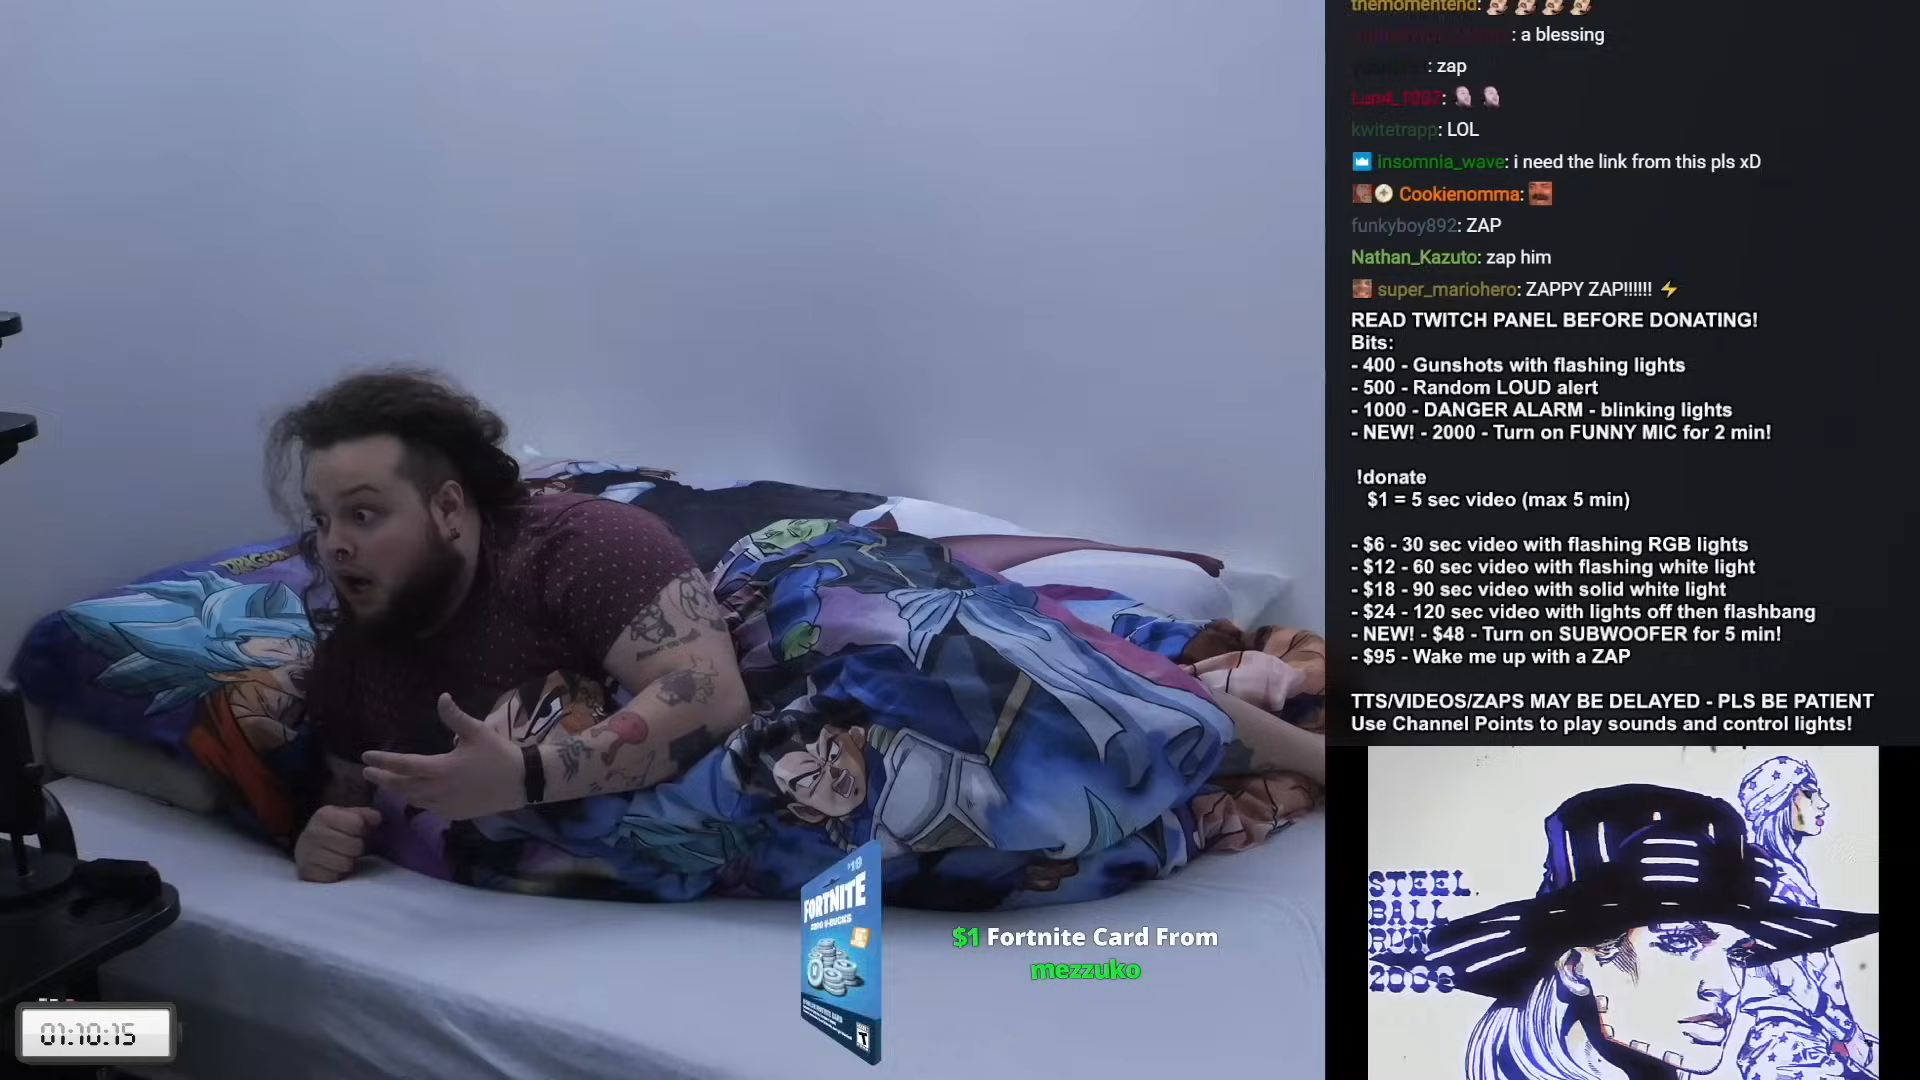 themomentend:
: a blessing
: zap
Lun4_1097:
kwitetrapp: LOL
insomnia_wave: i need the link from this pls xD
Cookienomma:
funkyboy892: ZAP
Nathan_Kazuto: zap him
super_mariohero: ZAPPY ZAP!!!!!! ⚡
READ TWITCH PANEL BEFORE DONATING!
Bits:
- 400 - Gunshots with flashing lights
- 500 - Random LOUD alert
- 1000 - DANGER ALARM - blinking lights
- NEW! - 2000 - Turn on FUNNY MIC for 2 min!
!donate
$1 = 5 sec video (max 5 min)
- $6 - 30 sec video with flashing RGB lights
- $12 - 60 sec video with flashing white light
- $18 - 90 sec video with solid white light
- $24 - 120 sec video with lights off then flashbang
- NEW! - $48 - Turn on SUBWOOFER for 5 min!
- $95 - Wake me up with a ZAP
TTS/VIDEOS/ZAPS MAY BE DELAYED - PLS BE PATIENT
Use Channel Points to play sounds and control lights!
DRAGON
$19
FORTNITE
V-BUCKS
T
$1 Fortnite Card From
mezzuko
STEEL
BALL
RUN
2006
01:10:15